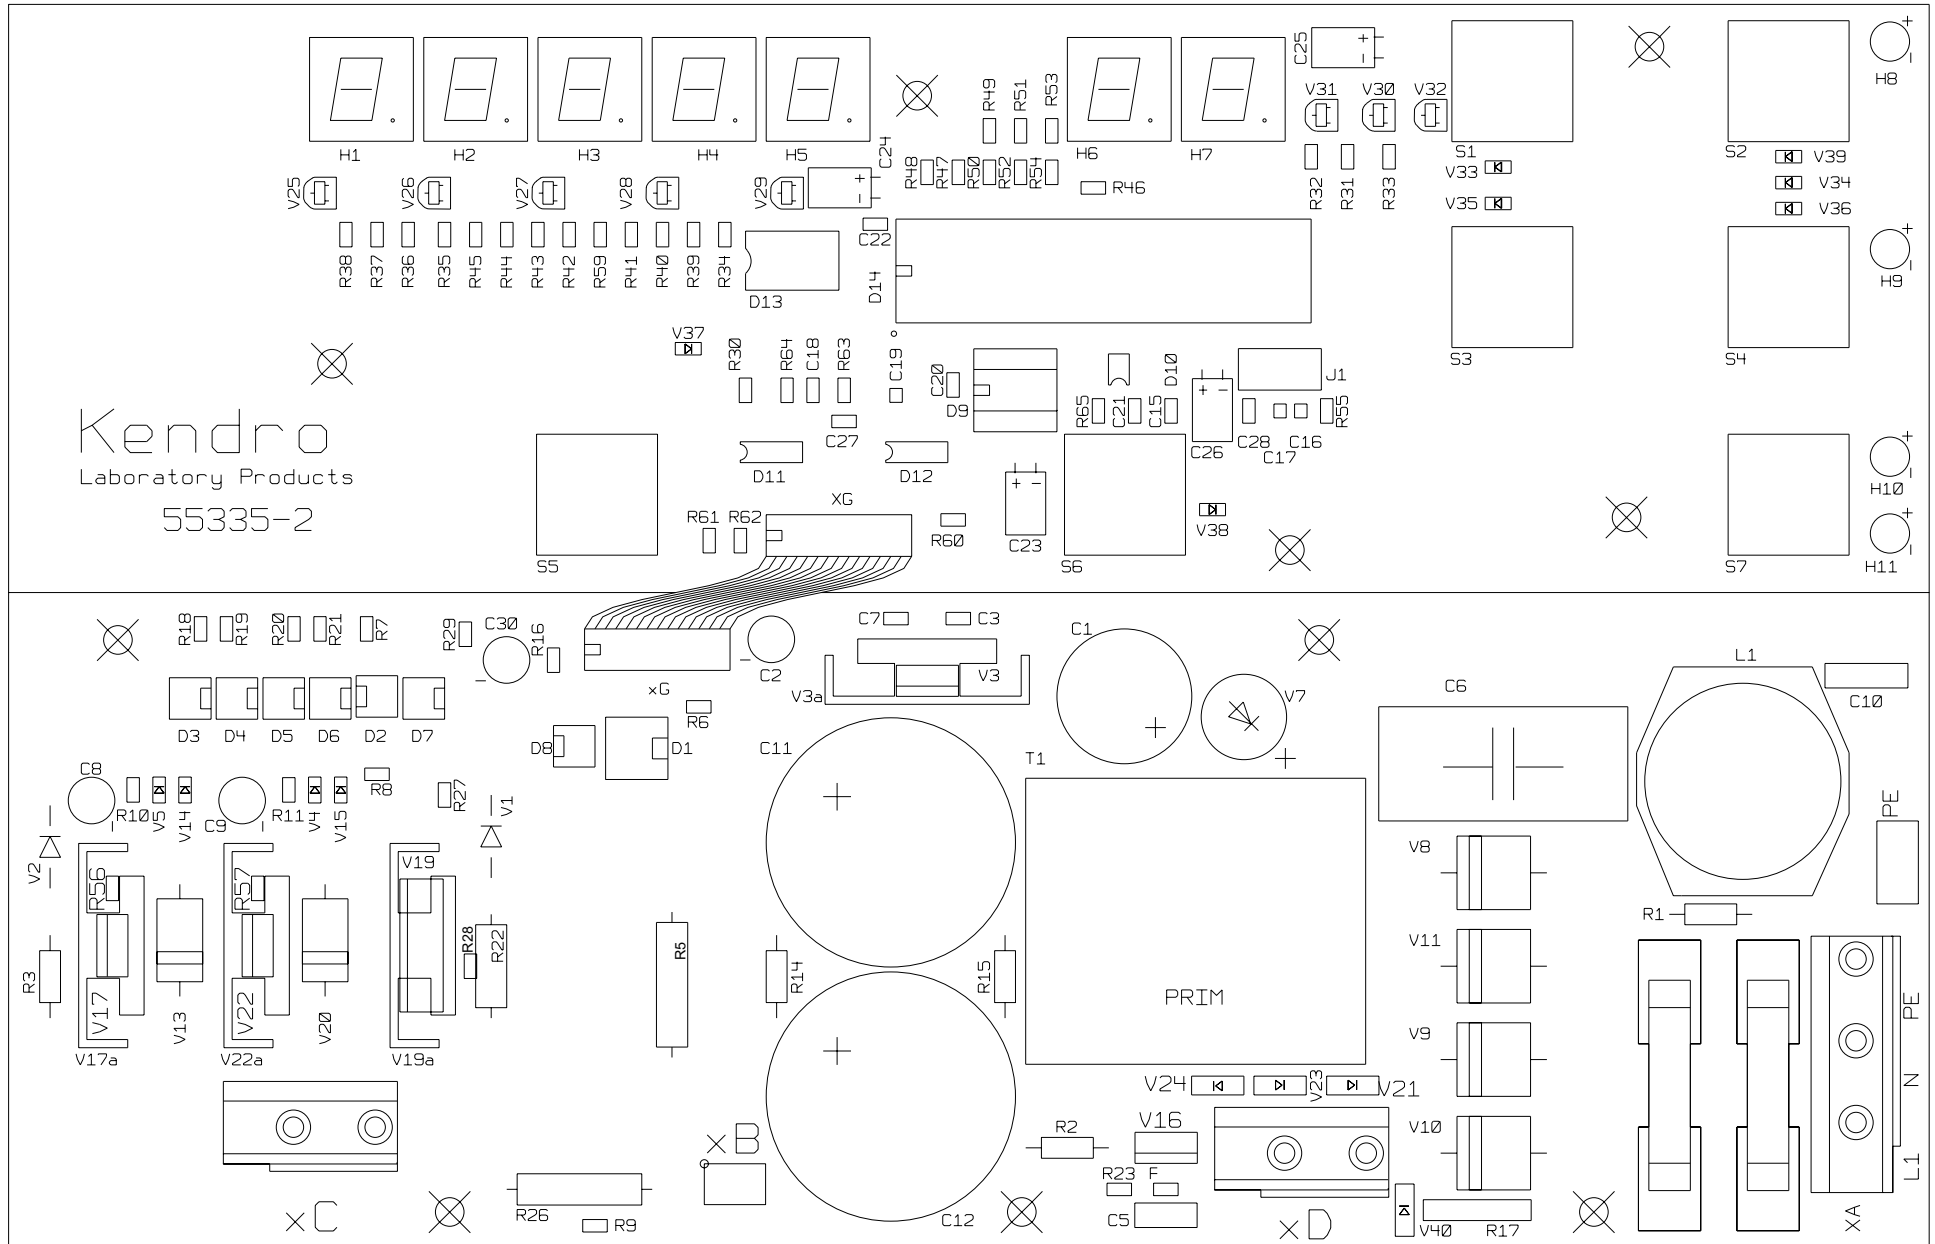 H1 H2 H3 H4 H5 H6 H7
C25
+
-
S1 S2
+
H8
-
V31 V30 V32
R49 R51 R53
R48 R47 R50 R52 R54
R46
R32 R31 R33
V33 V35
V39
V34
V36
V25 V26 V27 V28 V29
C24
+
-
C22
R38 R37 R36 R35 R45 R44 R43 R42 R59 R41 R40 R39 R34
D13
D14
S3 S4
+
H9
-
V37
R30 R64 C18 R63 C19
C20
D9
D10
R65 C21 C15
+ -
C26
J1
C28 C17 C16 R55
C27
D11 D12
Kendro
Laboratory Products
55335-2
S5
R61 R62
XG
R60
+ -
C23
S6
V38
S7
+
H10
-
+
H11
-
R18 R19 R20 R21 R7
R29
C30
-
R16
xG
C2
-
C7 C3
V3a V3
C1
+
V7
+
C6
L1
C10
D3 D4 D5 D6 D2 D7
R6
D8 D1
C11
+
T1
PRIM
C8
-
R10 V5 V14
C9
-
R11 V4 V15
R8
R27
V1
V2
PE
V8
V11
V9
V10
R1
R56 R57
V19
R3
V17
V13
V22
V20
R28
R22
R5
R14 R15
V17a V22a V19a
+
C12
V24 V23 V21
xC
R26
R9
xB
R2
V16
R23 F
C5
xD
V40
R17
PE
N
L1
XA